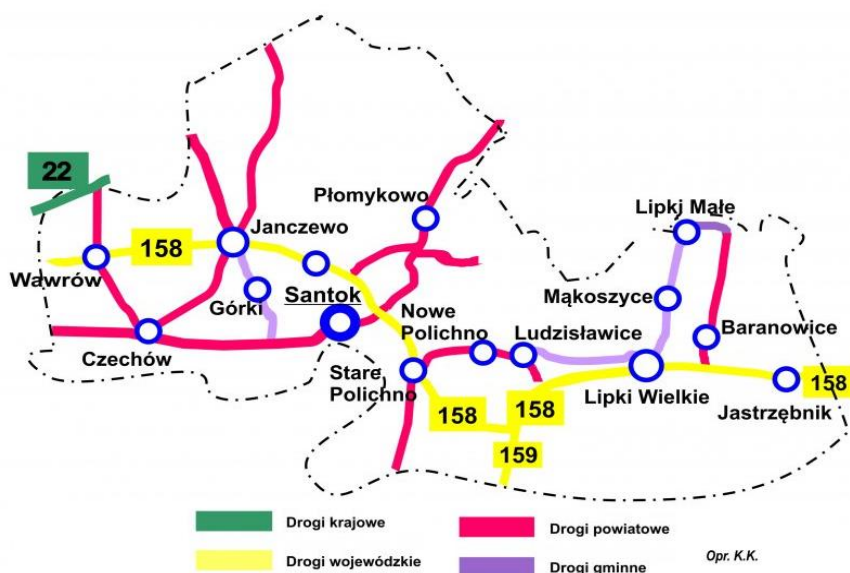 22
Płomykowo
Lipkj Małe
158
Janczewo
Wawrów
Górki
Santok
Mąkoszyce
Nowe
Polichno
Ludzisławice
Baranowice
Czechów
Stare
Polichno
158
158
Lipki Wielkie
158
Jastrzębnik
159
Drogi krajowe
Drogi powiatowe
Drogi wojewódzkie
Drogi gminne
Opr. K.K.